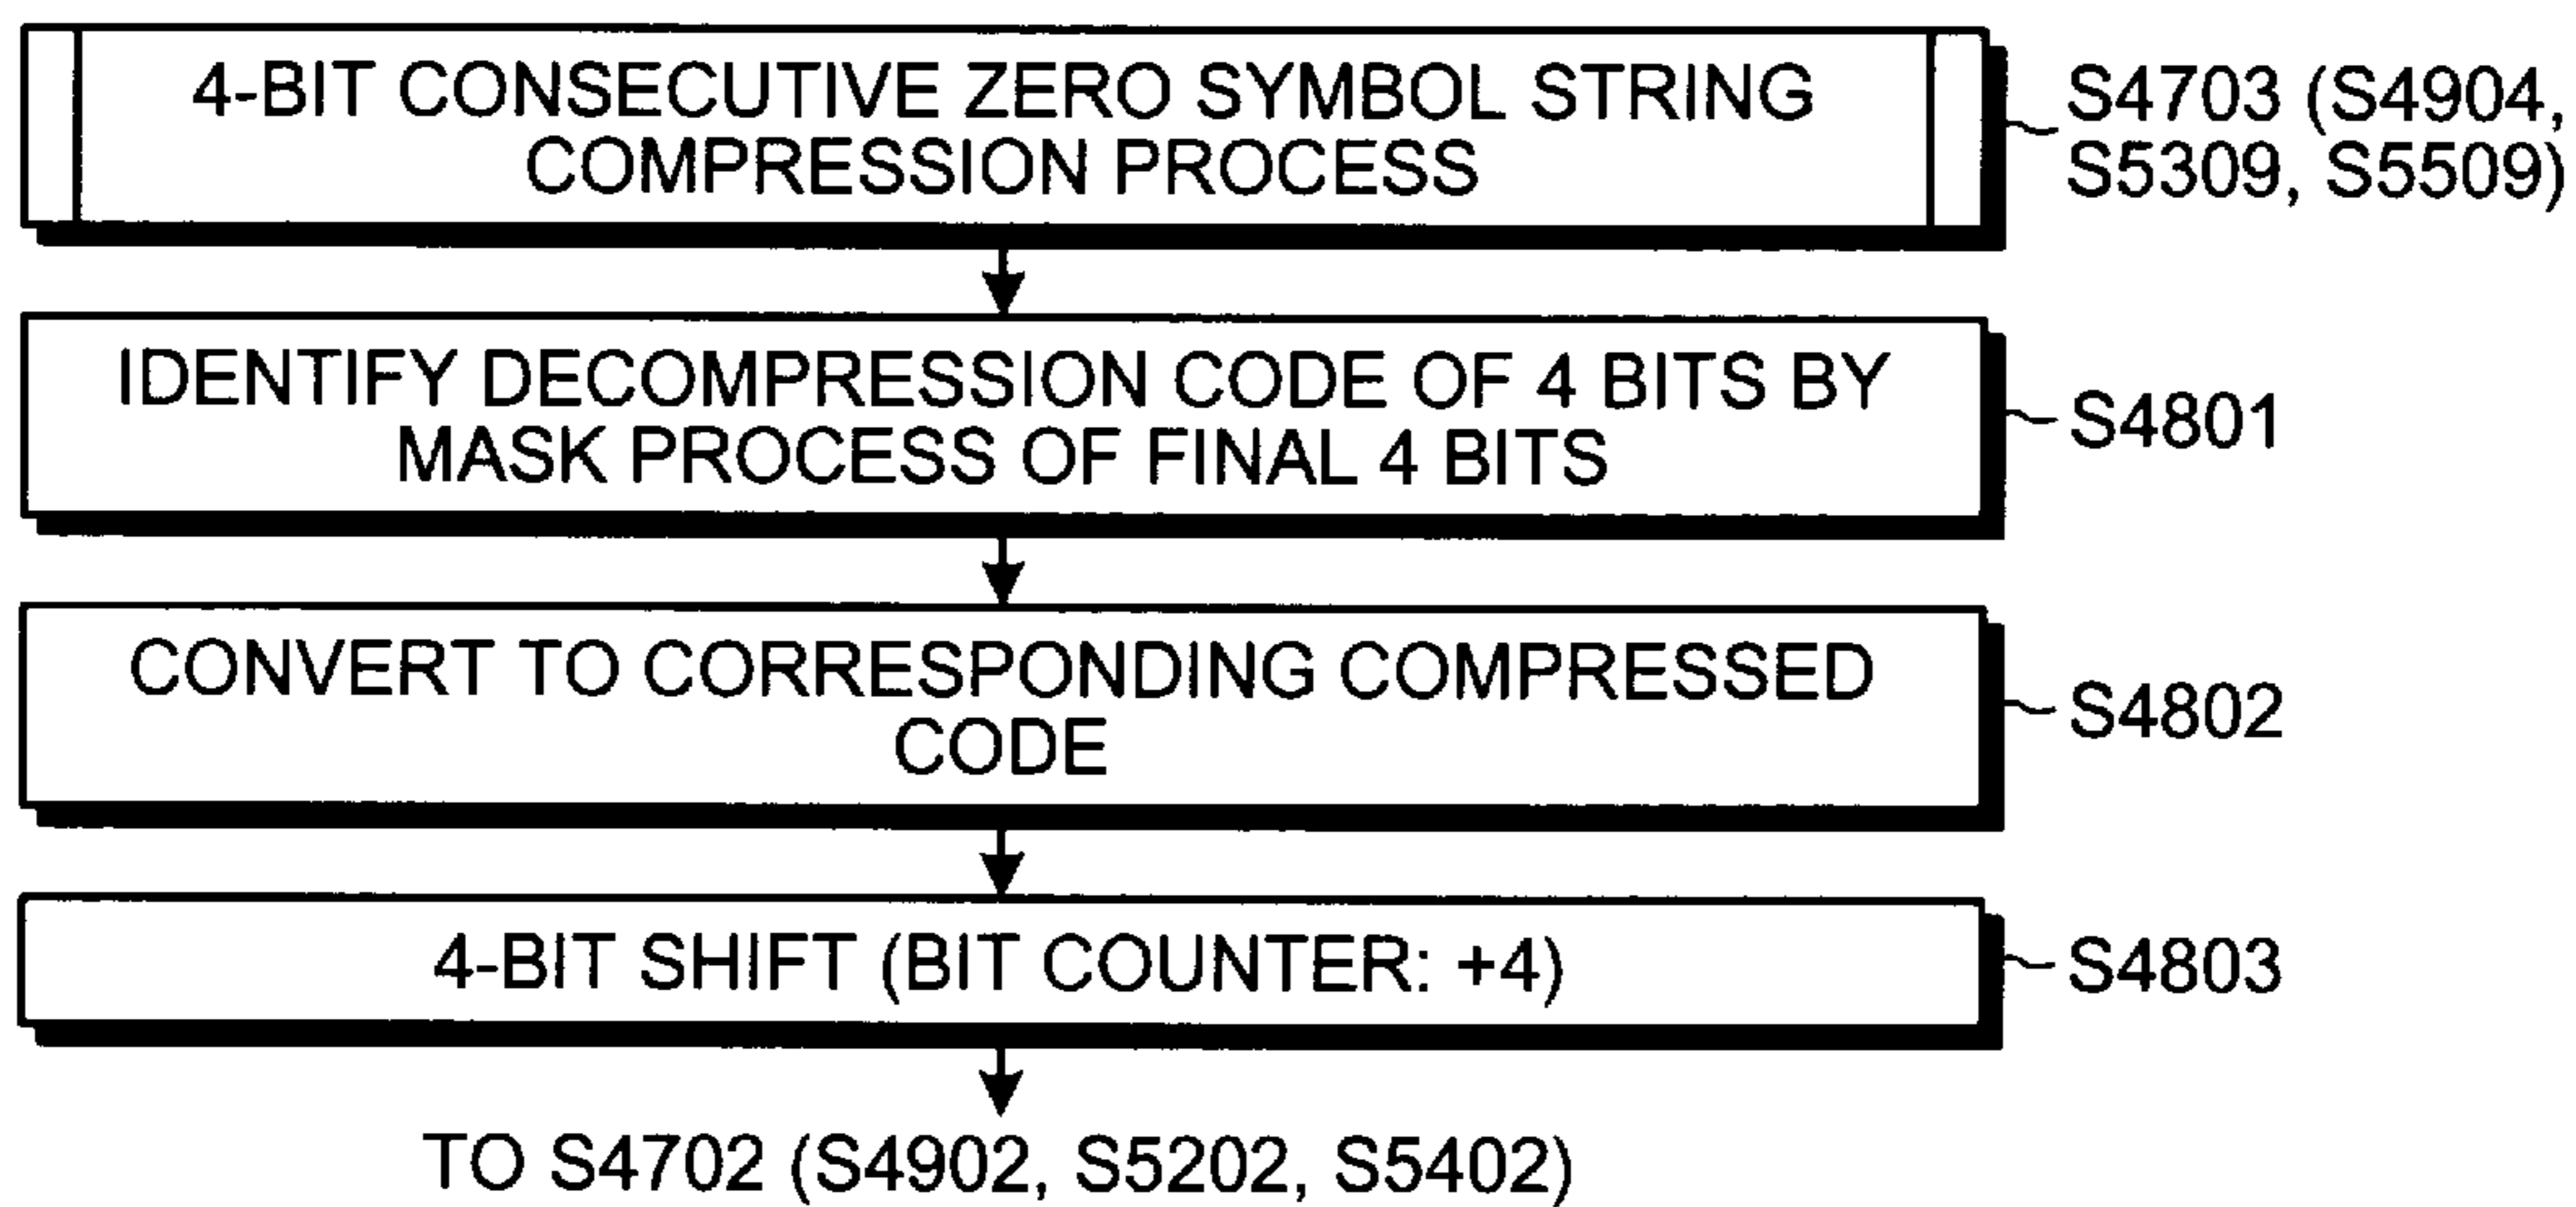 4-BIT CONSECUTIVE ZERO SYMBOL STRING
COMPRESSION PROCESS
S4703 (S4904,
S5309, S5509)
IDENTIFY DECOMPRESSION CODE OF 4 BITS BY
MASK PROCESS OF FINAL 4 BITS
S4801
CONVERT TO CORRESPONDING COMPRESSED
CODE
S4802
4-BIT SHIFT (BIT COUNTER: +4)
S4803
TO S4702 (S4902, S5202, S5402)